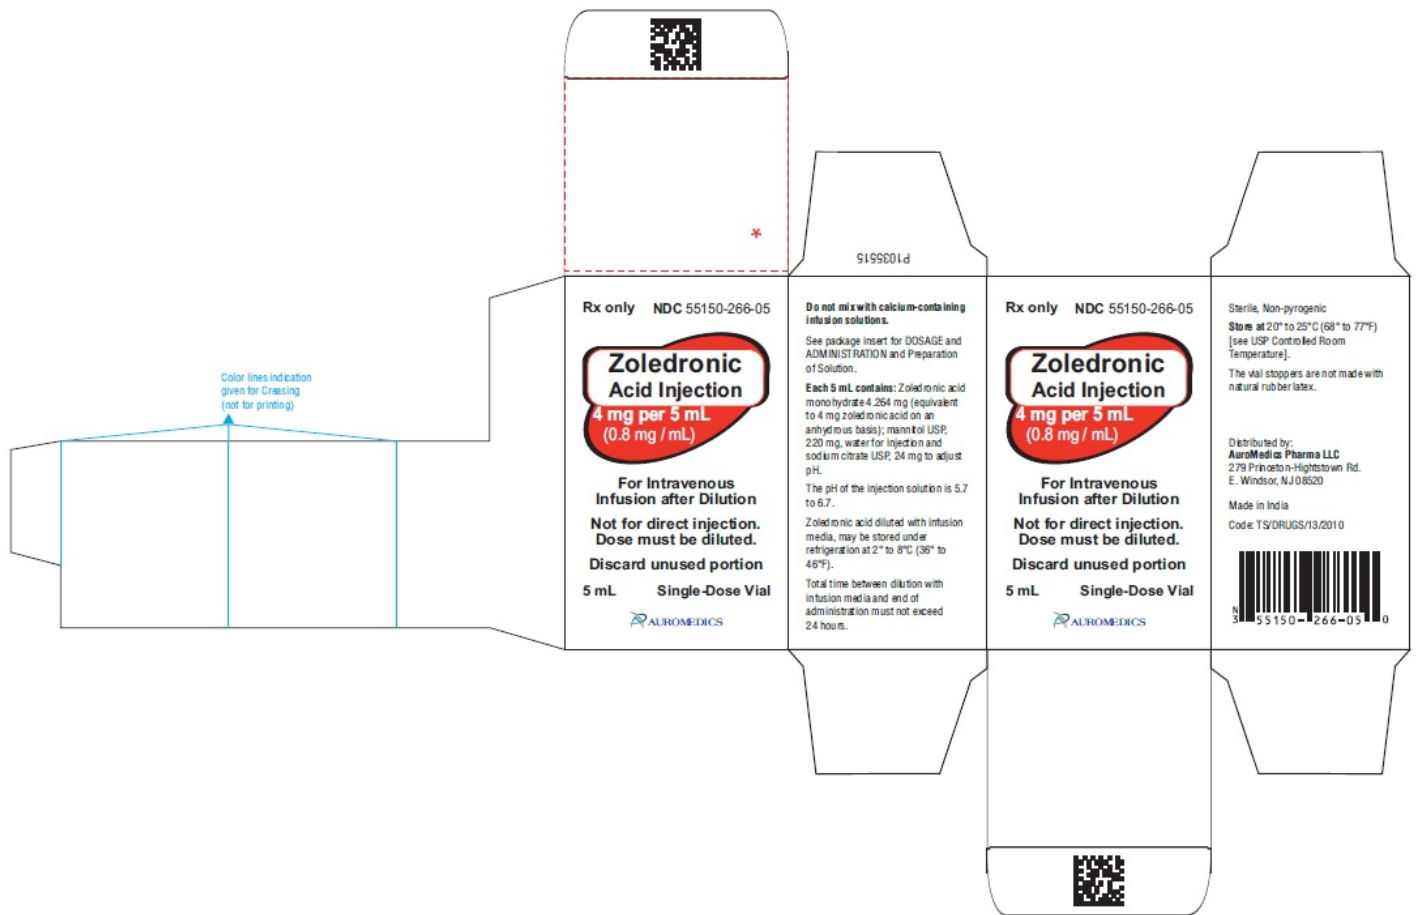 Color lines indication
given for Creasing
(not for printing)
Rx only NDC 55150-266-05
Zoledronic
Acid Injection
4 mg per 5 mL
(0.8 mg / mL)
For Intravenous
Infusion after Dilution
Not for direct injection.
Dose must be diluted.
Discard unused portion
5 mL Single-Dose Vial
AUROMEDICS
*
P1035515
Do not mix with calcium-containing
infusion solutions.
See package insert for DOSAGE and
ADMINISTRATION and Preparation
of Solution.
Each 5 mL contains: Zoledronic acid
monohydrate 4.264 mg (equivalent
to 4 mg zoledronic acid on an
anhydrous basis); mannitol USP,
220 mg, water for injection and
sodium citrate USP, 24 mg to adjust
pH.
The pH of the injection solution is 5.7
to 6.7.
Zoledronic acid diluted with infusion
media, may be stored under
refrigeration at 2° to 8°C (36° to
46°F).
Total time between dilution with
infusion media and end of
administration must not exceed
24 hours.
Rx only NDC 55150-266-05
Zoledronic
Acid Injection
4 mg per 5 mL
(0.8 mg / mL)
For Intravenous
Infusion after Dilution
Not for direct injection.
Dose must be diluted.
Discard unused portion
5 mL Single-Dose Vial
AUROMEDICS
Sterile, Non-pyrogenic
Store at 20° to 25°C (68° to 77°F)
[see USP Controlled Room
Temperature].
The vial stoppers are not made with
natural rubber latex.
Distributed by:
AuroMedics Pharma LLC
279 Princeton-Hightstown Rd.
E. Windsor, NJ 08520
Made in India
Code: TS/DRUGS/13/2010
N
3 55150-266-05 0